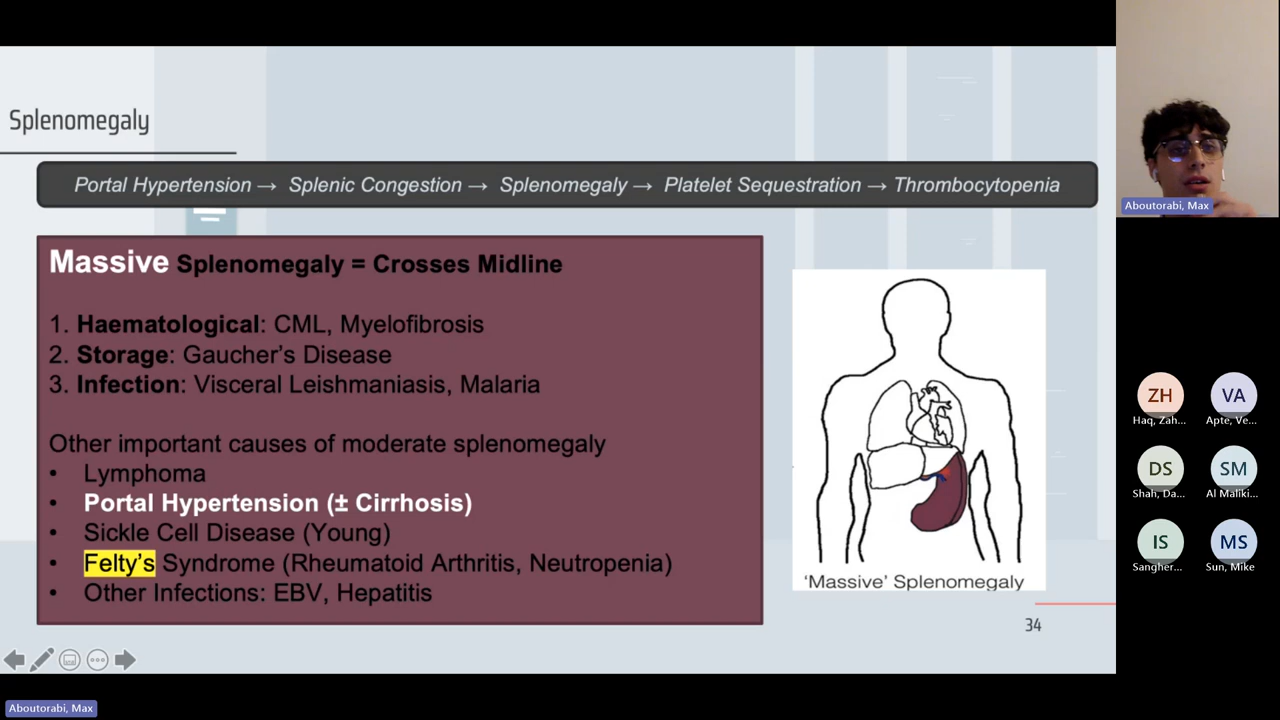 Splenomegaly
Portal Hypertension → Splenic Congestion → Splenomegaly → Platelet Sequestration → Thrombocytopenia
Massive Splenomegaly = Crosses Midline
1. Haematological: CML, Myelofibrosis
2. Storage: Gaucher's Disease
3. Infection: Visceral Leishmaniasis, Malaria
Other important causes of moderate splenomegaly
• Lymphoma
• Portal Hypertension (± Cirrhosis)
• Sickle Cell Disease (Young)
• Felty's Syndrome (Rheumatoid Arthritis, Neutropenia)
• Other Infections: EBV, Hepatitis
'Massive' Splenomegaly
34
Aboutorabi, Max
Aboutorabi, Max
ZH
VA
Haq, Zah...
Apte, Ve...
DS
SM
Shah, Da...
Al Maliki...
IS
MS
Sangher...
Sun, Mike